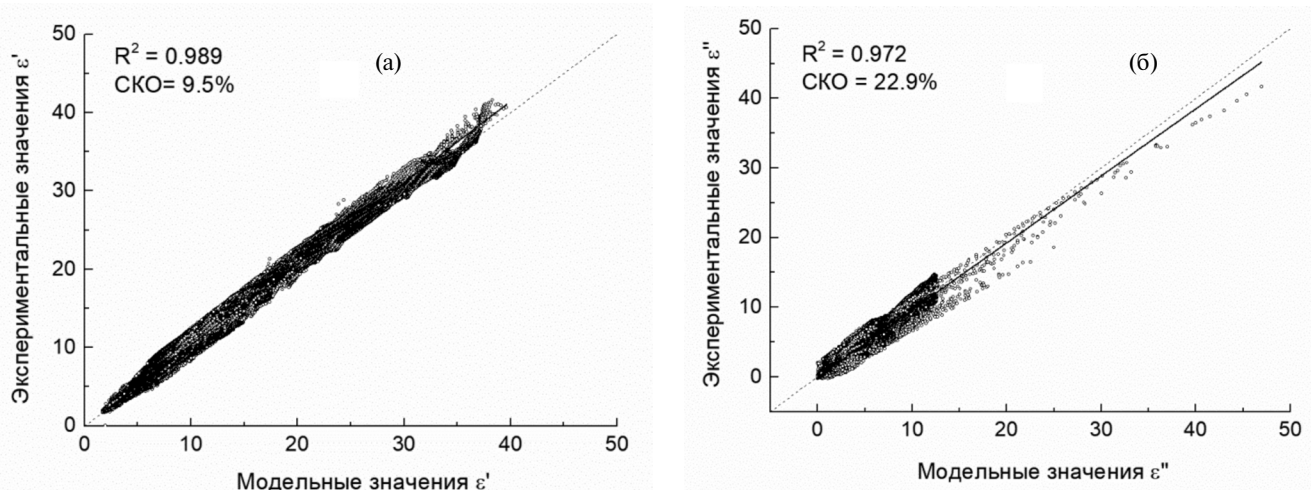 50
40
30
20
10
0
Экспериментальные значения ε'
R² = 0.989
СКО= 9.5%
(а)
0 10 20 30 40 50
Модельные значения ε'
50
40
30
20
10
0
Экспериментальные значения ε"
R² = 0.972
СКО = 22.9%
(б)
0 10 20 30 40 50
Модельные значения ε"